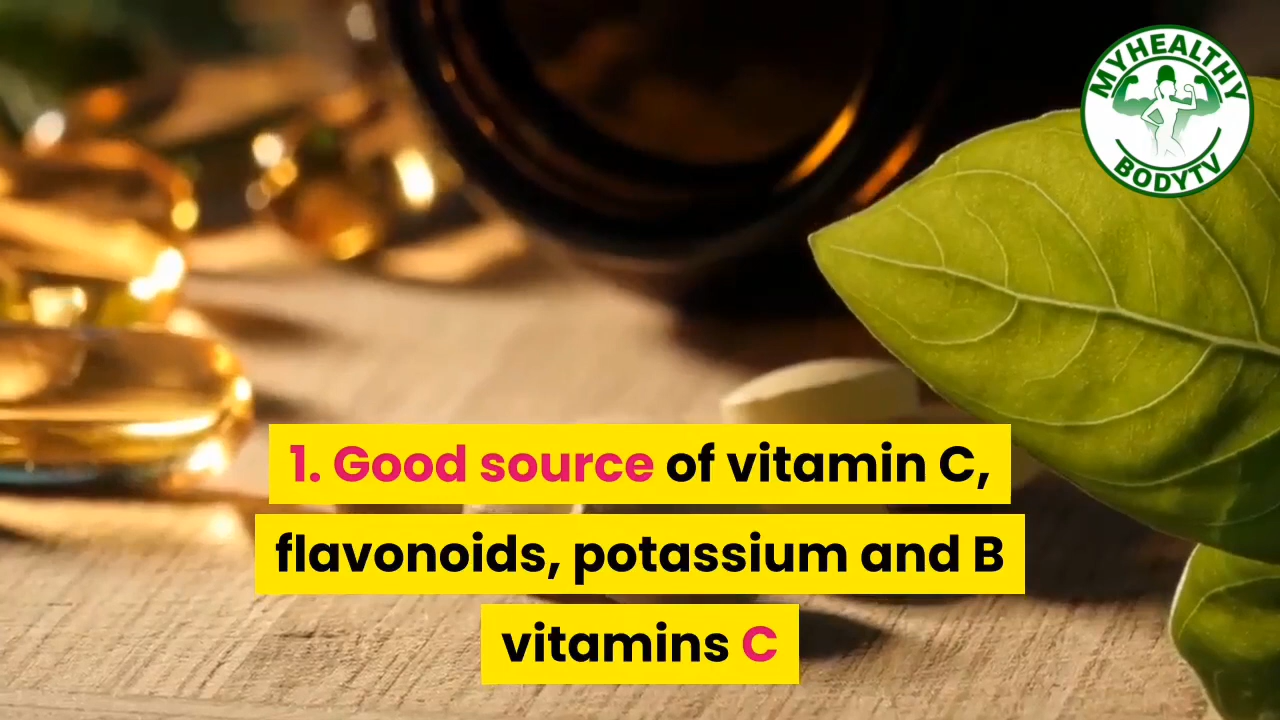 MYHEALTHY
BODYTV
1. Good source of vitamin C,
flavonoids, potassium and B
vitamins C